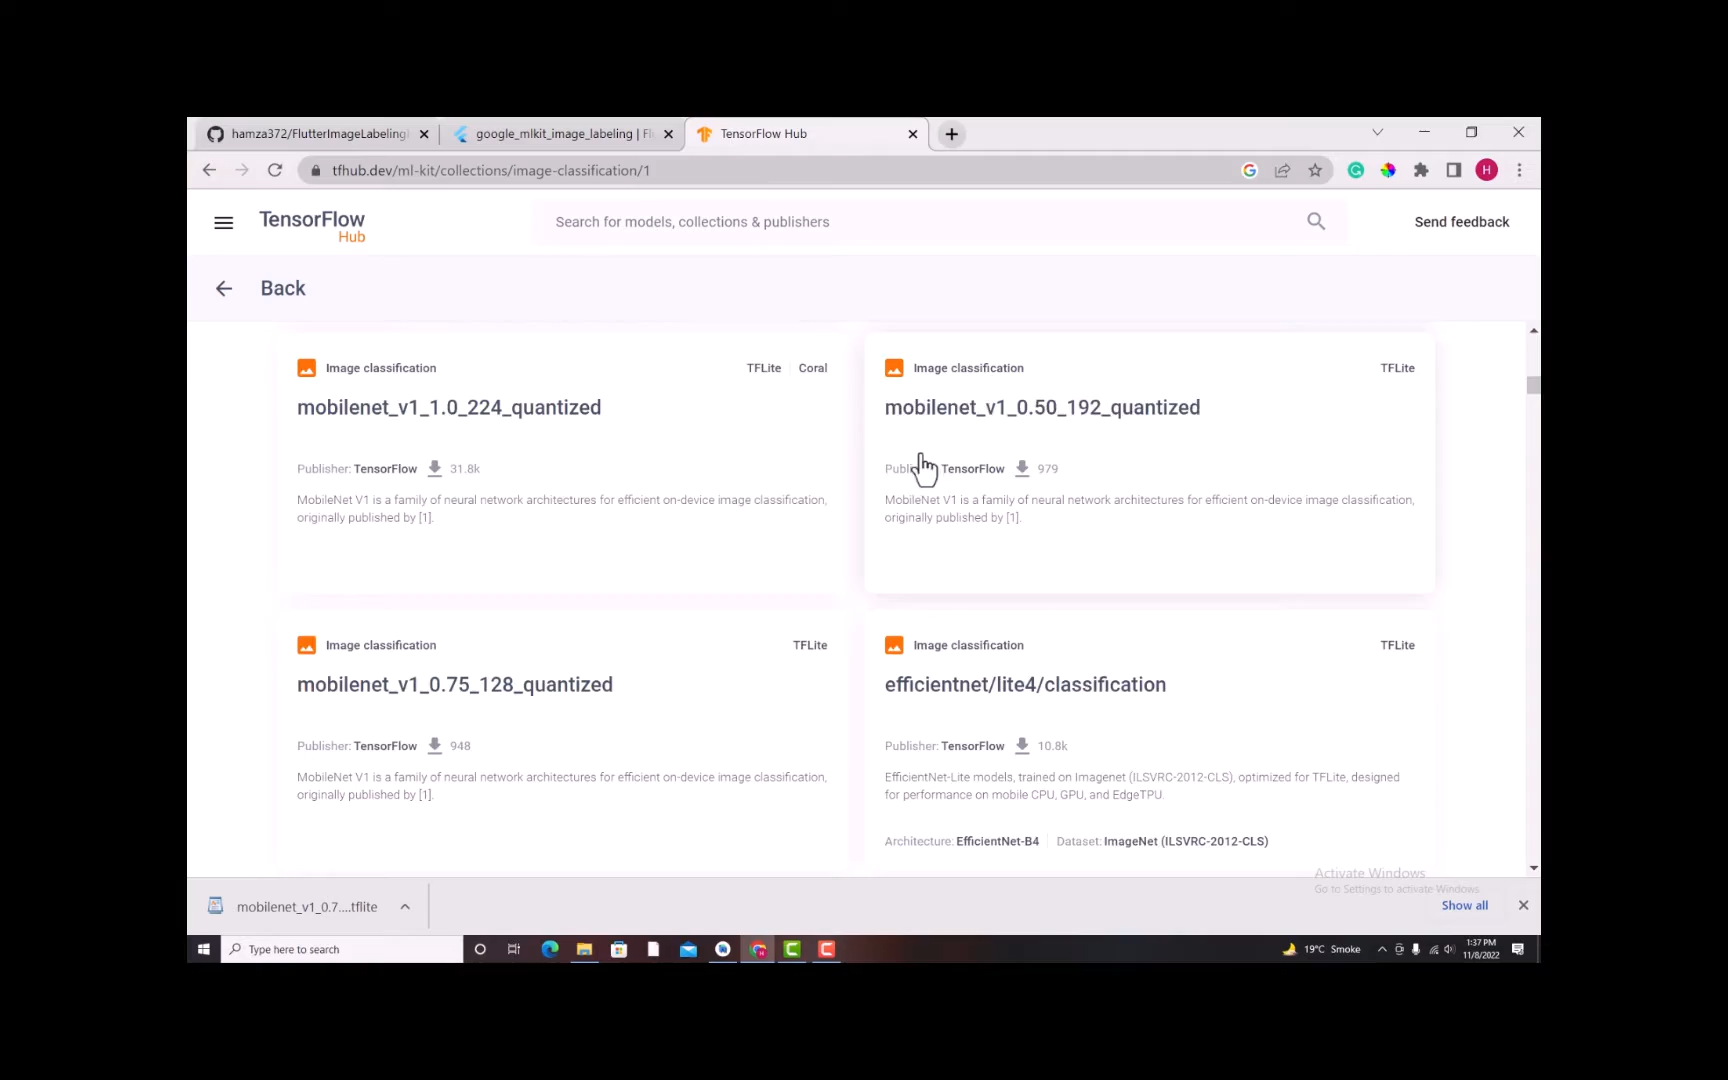 hamza372/FlutterImageLabeling
google_mlkit_image_labeling | Fl
TensorFlow Hub
tfhub.dev/ml-kit/collections/image-classification/1
H
TensorFlow
Hub
Search for models, collections & publishers
Send feedback
Back
Image classification
TFLite
Coral
mobilenet_v1_1.0_224_quantized
Publisher: TensorFlow 31.8k
MobileNet V1 is a family of neural network architectures for efficient on-device image classification,
originally published by [1].
Image classification
TFLite
mobilenet_v1_0.50_192_quantized
TensorFlow 979
MobileNet V1 is a family of neural network architectures for efficient on-device image classification,
originally published by [1].
Image classification
TFLite
mobilenet_v1_0.75_128_quantized
Publisher: TensorFlow 948
MobileNet V1 is a family of neural network architectures for efficient on-device image classification,
originally published by [1].
Image classification
TFLite
efficientnet/lite4/classification
Publisher: TensorFlow 10.8k
EfficientNet-Lite models, trained on Imagenet (ILSVRC-2012-CLS), optimized for TFLite, designed
for performance on mobile CPU, GPU, and EdgeTPU.
Architecture: EfficientNet-B4 Dataset: ImageNet (ILSVRC-2012-CLS)
Activate Windows
Go to Settings to activate Windows.
mobilenet_v1_0.7....tflite
Show all
Type here to search
19°C Smoke
1:37 PM
11/8/2022